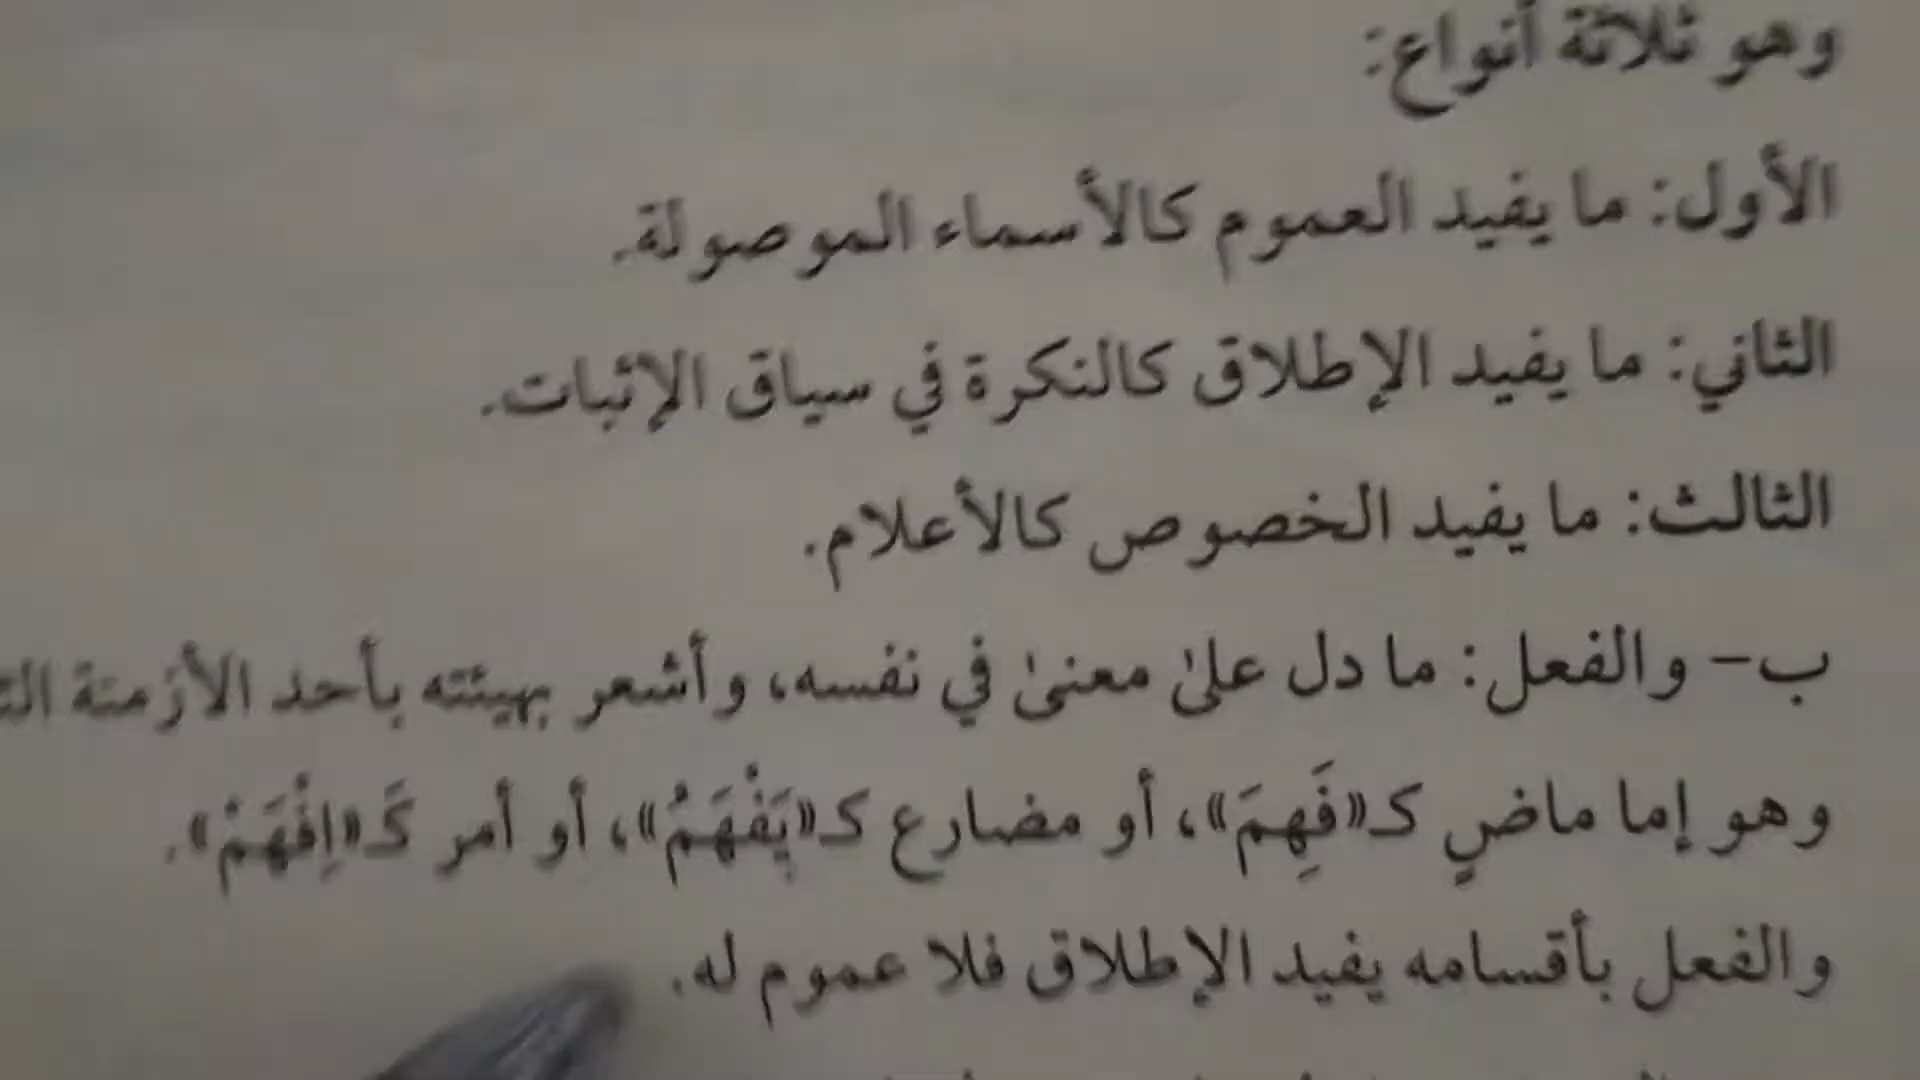 وهو ثلاثة أنواع:
الأول: ما يفيد العموم كالأسماء الموصولة.
الثاني: ما يفيد الإطلاق كالنكرة في سياق الإثبات.
الثالث: ما يفيد الخصوص كالأعلام.
ب- والفعل: ما دل علىٰ معنىٰ في نفسه، وأشعر بهيئته بأحد الأزمنة
وهو إما ماضٍ كـ«فَهِمَ»، أو مضارع كـ«يَفْهَمُ»، أو أمر كَـ«اِفْهَمْ».
والفعل بأقسامه يفيد الإطلاق فلا عموم له.